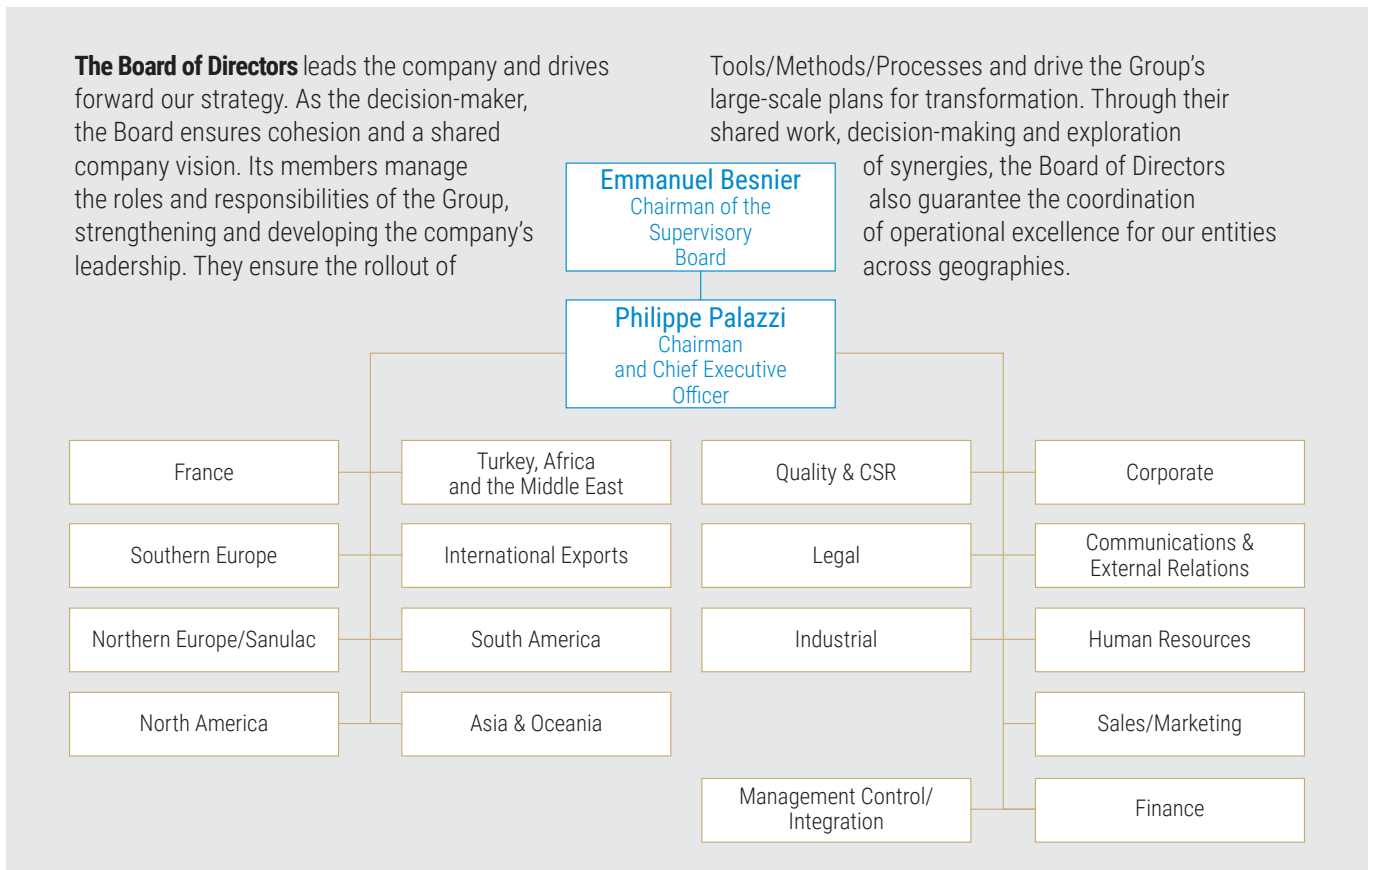 The Board of Directors leads the company and drives
forward our strategy. As the decision-maker,
the Board ensures cohesion and a shared
company vision. Its members manage
the roles and responsibilities of the Group,
strengthening and developing the company’s
leadership. They ensure the rollout of
Tools/Methods/Processes and drive the Group’s
large-scale plans for transformation. Through their
shared work, decision-making and exploration
of synergies, the Board of Directors
also guarantee the coordination
of operational excellence for our entities
across geographies.
Emmanuel Besnier
Chairman of the
Supervisory
Board
Philippe Palazzi
Chairman
and Chief Executive
Officer
France
Turkey, Africa
and the Middle East
Southern Europe
International Exports
Northern Europe/Sanulac
South America
North America
Asia & Oceania
Quality & CSR
Corporate
Legal
Communications &
External Relations
Industrial
Human Resources
Sales/Marketing
Management Control/
Integration
Finance